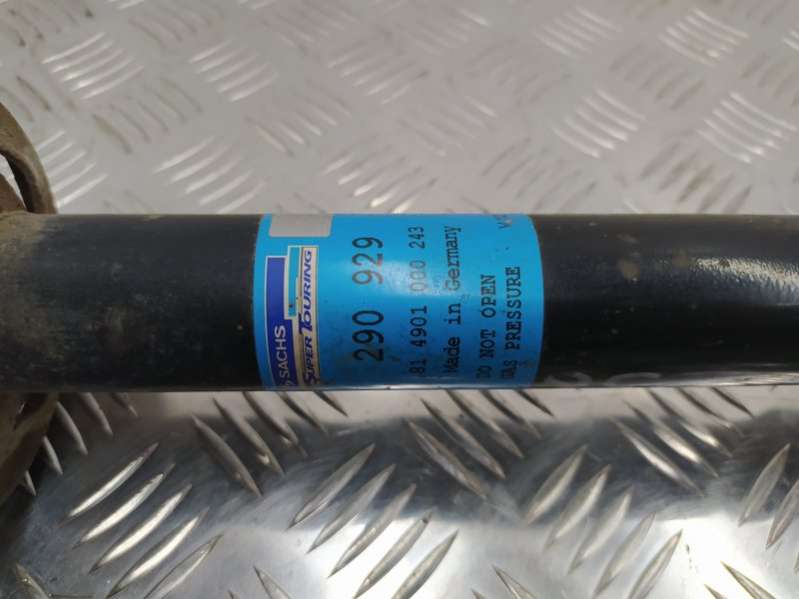 SACHS
SUPER TOURING
290 929
81 4901 000 243
Made in Germany
DO NOT OPEN
GAS PRESSURE